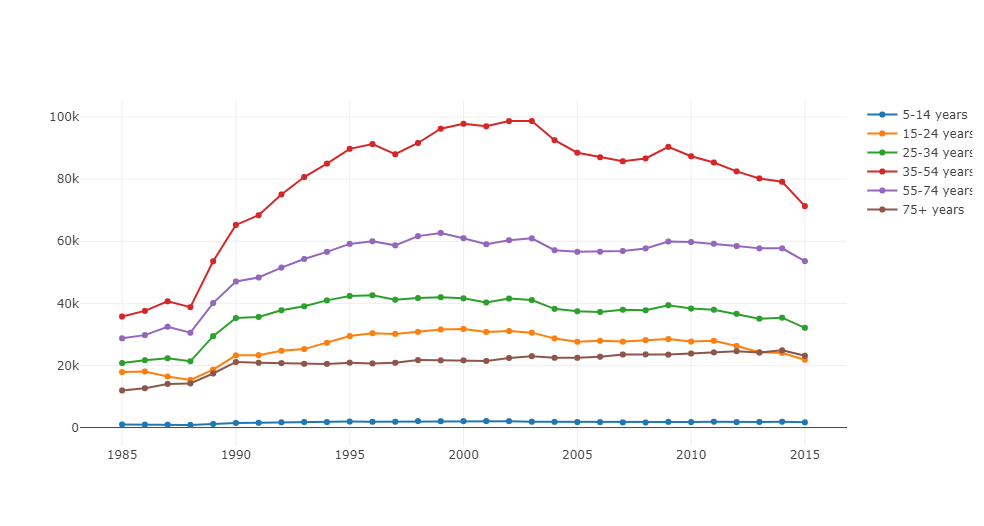 100k
80k
60k
40k
20k
0
1985 1990 1995 2000 2005 2010 2015
5-14 years
15-24 years
25-34 years
35-54 years
55-74 years
75+ years